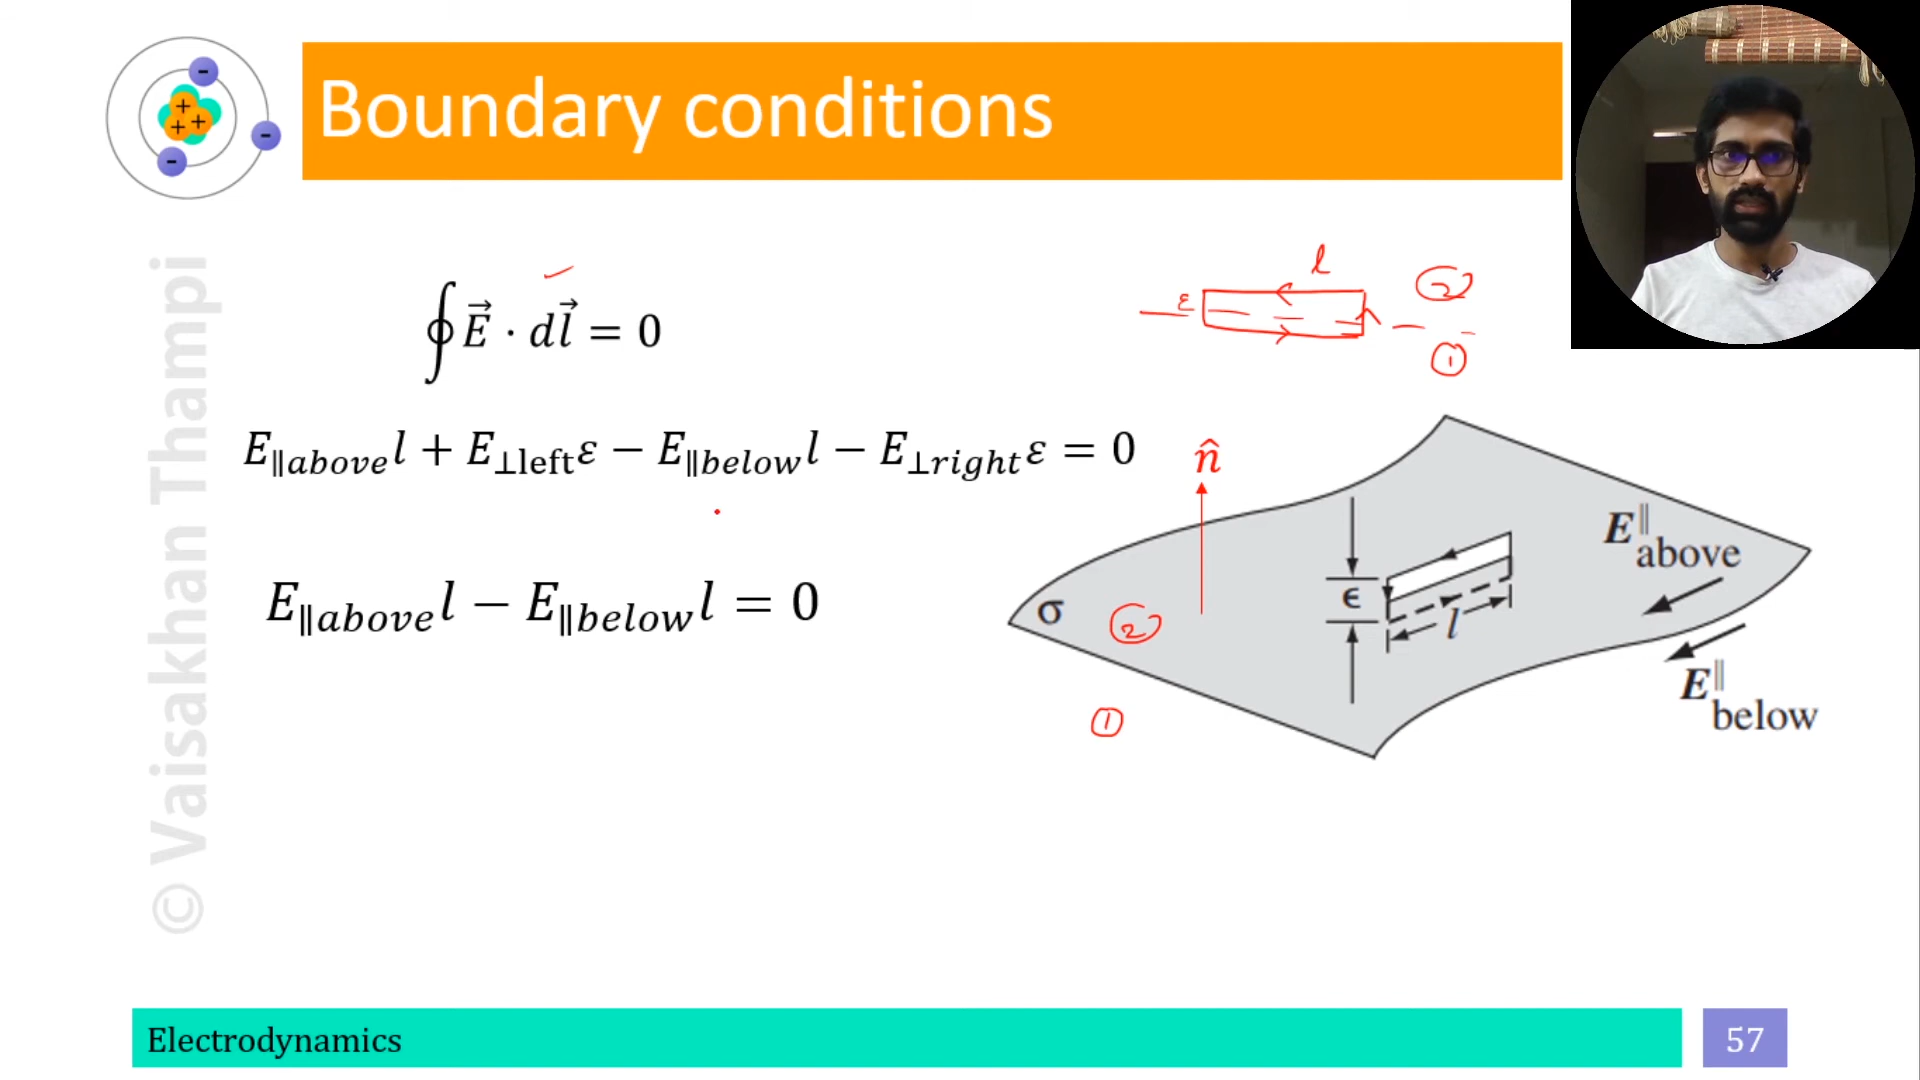 Boundary conditions
© Vaisakhan Thampi
∮E⃗ · dl⃗ = 0
E∥above l + E⊥left ε − E∥below l − E⊥right ε = 0
E∥above l − E∥below l = 0
l
ε
2
1
n̂
σ
2
1
ϵ
l
E∥above
E∥below
Electrodynamics
57